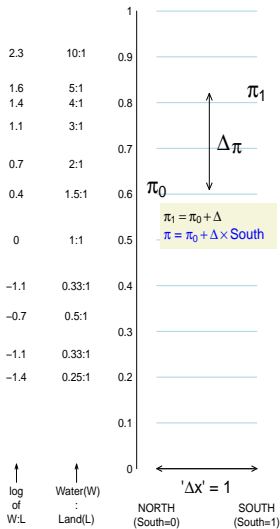 1
2.3 10:1 0.9
1.6 5:1 π1
1.4 4:1 0.8
1.1 3:1
0.7 2:1 0.7 Δπ
0.4 1.5:1 0.6 π0
π1 = π0 + Δ
π = π0 + Δ × South
0 1:1 0.5
−1.1 0.33:1 0.4
−0.7 0.5:1
0.3
−1.1 0.33:1
−1.4 0.25:1 0.2
0.1
0
'Δx' = 1
log Water(W) NORTH SOUTH
of : (South=0) (South=1)
W:L Land(L)